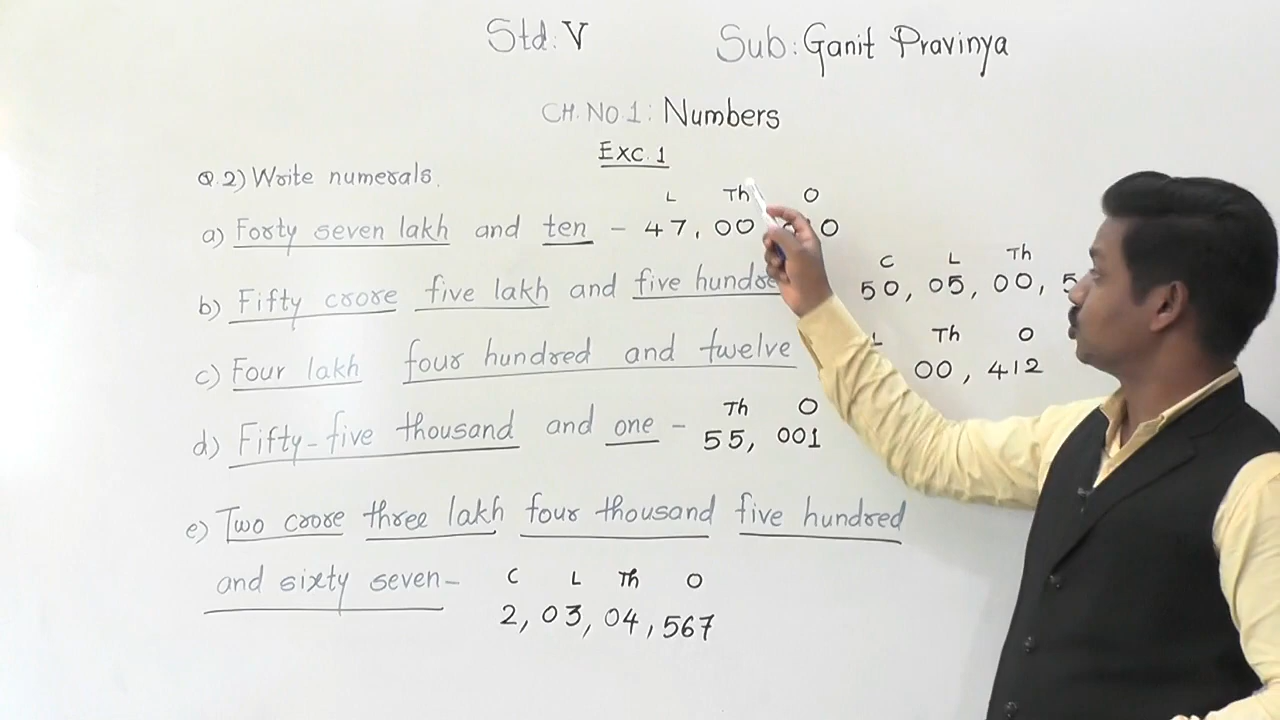 Std: V Sub: Ganit Pravinya
CH. NO 1: Numbers
Exc. 1
Q. 2) Write numerals.
L Th O
a) Forty seven lakh and ten - 47, 00
C L Th
b) Fifty crore five lakh and five 50, 05, 00,
L Th O
c) Four lakh four hundred and twelve 00, 412
Th O
d) Fifty-five thousand and one - 55, 001
e) Two crore three lakh four thousand five hundred
C L Th O
and sixty seven - 2, 03, 04, 567